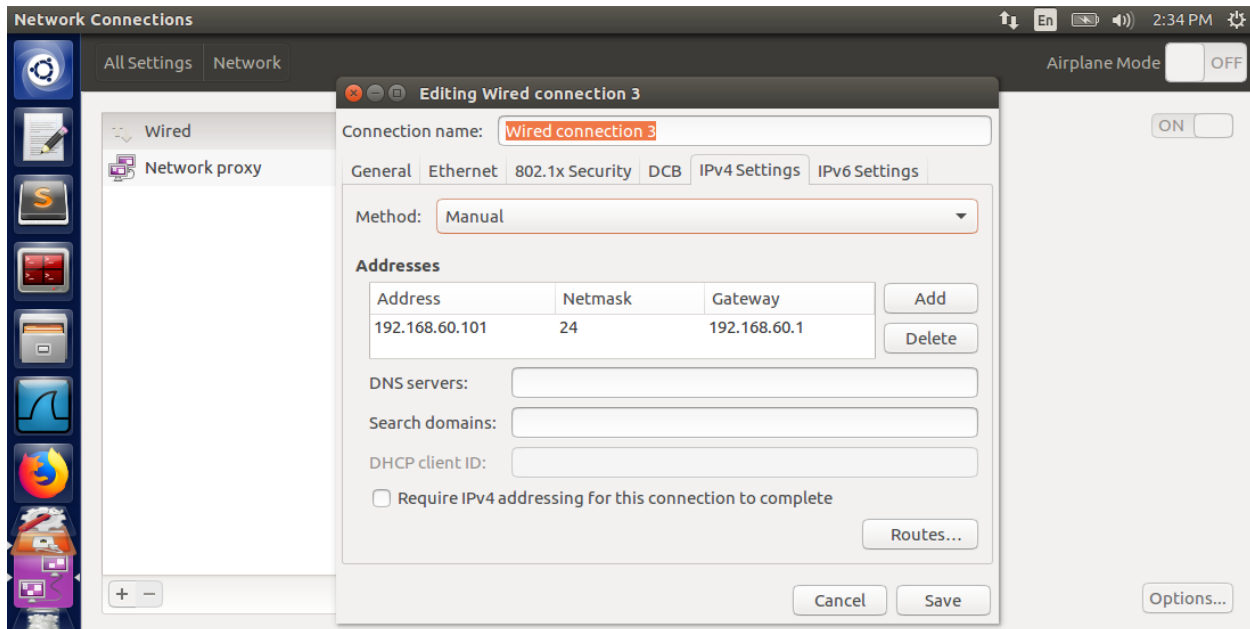 Network Connections
En
2:34 PM
All Settings
Network
Airplane Mode
OFF
Editing Wired connection 3
Wired
Network proxy
ON
Connection name: Wired connection 3
General Ethernet 802.1x Security DCB IPv4 Settings IPv6 Settings
Method: Manual
Addresses
Address Netmask Gateway
192.168.60.101 24 192.168.60.1
Add
Delete
DNS servers:
Search domains:
DHCP client ID:
Require IPv4 addressing for this connection to complete
Routes...
Cancel
Save
Options...